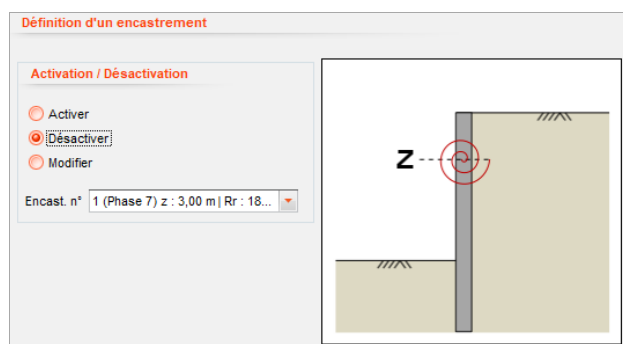 Définition d'un encastrement
Activation / Désactivation
Activer
Désactiver
Modifier
Encast. n° 1 (Phase 7) z : 3,00 m | Rr : 18...
Z